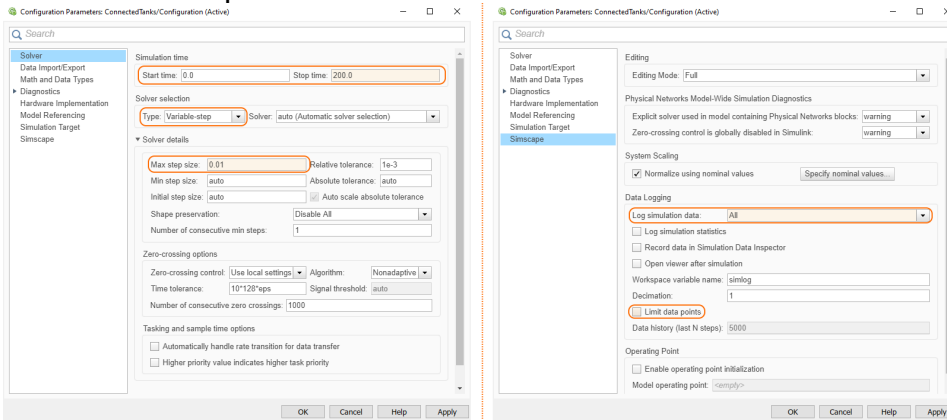 Configuration Parameters: ConnectedTanks/Configuration (Active)
Search
Solver
Data Import/Export
Math and Data Types
Diagnostics
Hardware Implementation
Model Referencing
Simulation Target
Simscape
Simulation time
Start time: 0.0 Stop time: 200.0
Solver selection
Type: Variable-step Solver: auto (Automatic solver selection)
Solver details
Max step size: 0.01 Relative tolerance: 1e-3
Min step size: auto Absolute tolerance: auto
Initial step size: auto Auto scale absolute tolerance
Shape preservation: Disable All
Number of consecutive min steps: 1
Zero-crossing options
Zero-crossing control: Use local settings Algorithm: Nonadaptive
Time tolerance: 10*128*eps Signal threshold: auto
Number of consecutive zero crossings: 1000
Tasking and sample time options
Automatically handle rate transition for data transfer
Higher priority value indicates higher task priority
OK Cancel Help Apply
Configuration Parameters: ConnectedTanks/Configuration (Active)
Search
Solver
Data Import/Export
Math and Data Types
Diagnostics
Hardware Implementation
Model Referencing
Simulation Target
Simscape
Editing
Editing Mode: Full
Physical Networks Model-Wide Simulation Diagnostics
Explicit solver used in model containing Physical Networks blocks: warning
Zero-crossing control is globally disabled in Simulink: warning
System Scaling
Normalize using nominal values Specify nominal values...
Data Logging
Log simulation data: All
Log simulation statistics
Record data in Simulation Data Inspector
Open viewer after simulation
Workspace variable name: simlog
Decimation: 1
Limit data points
Data history (last N steps): 5000
Operating Point
Enable operating point initialization
Model operating point: <empty>
OK Cancel Help Apply